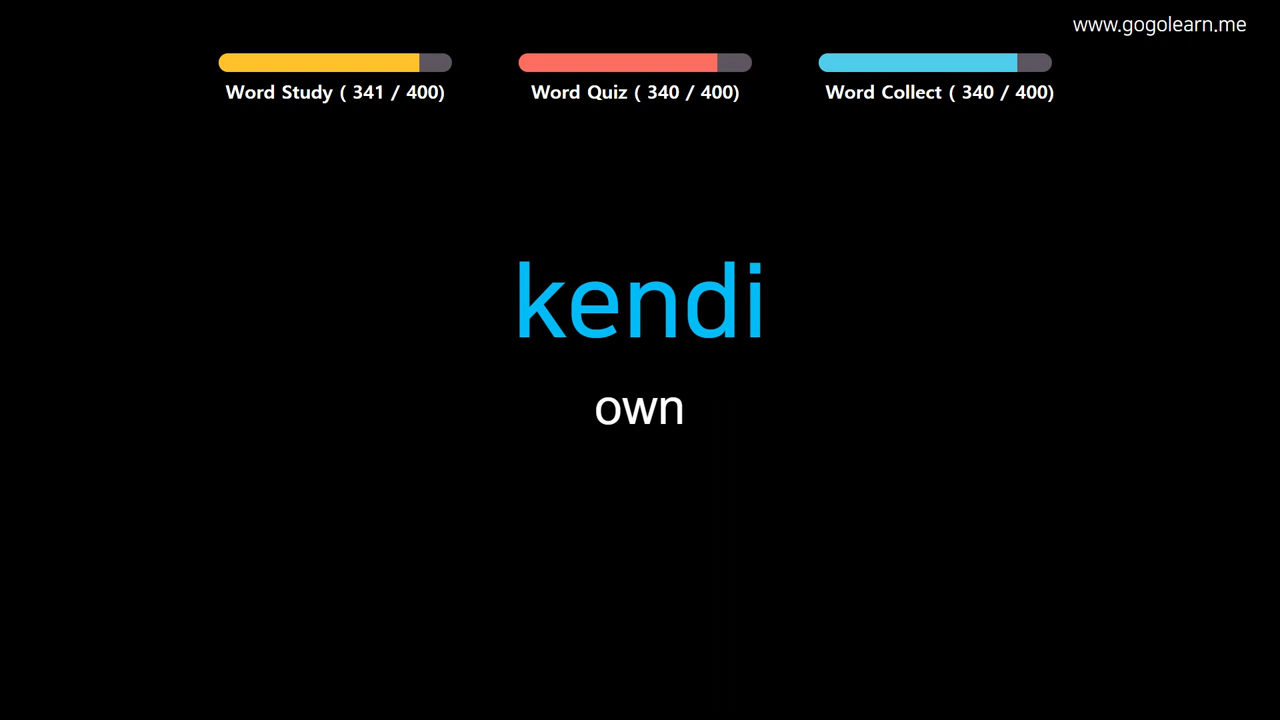 www.gogolearn.me
Word Study ( 341 / 400)
Word Quiz ( 340 / 400)
Word Collect ( 340 / 400)
kendi
own